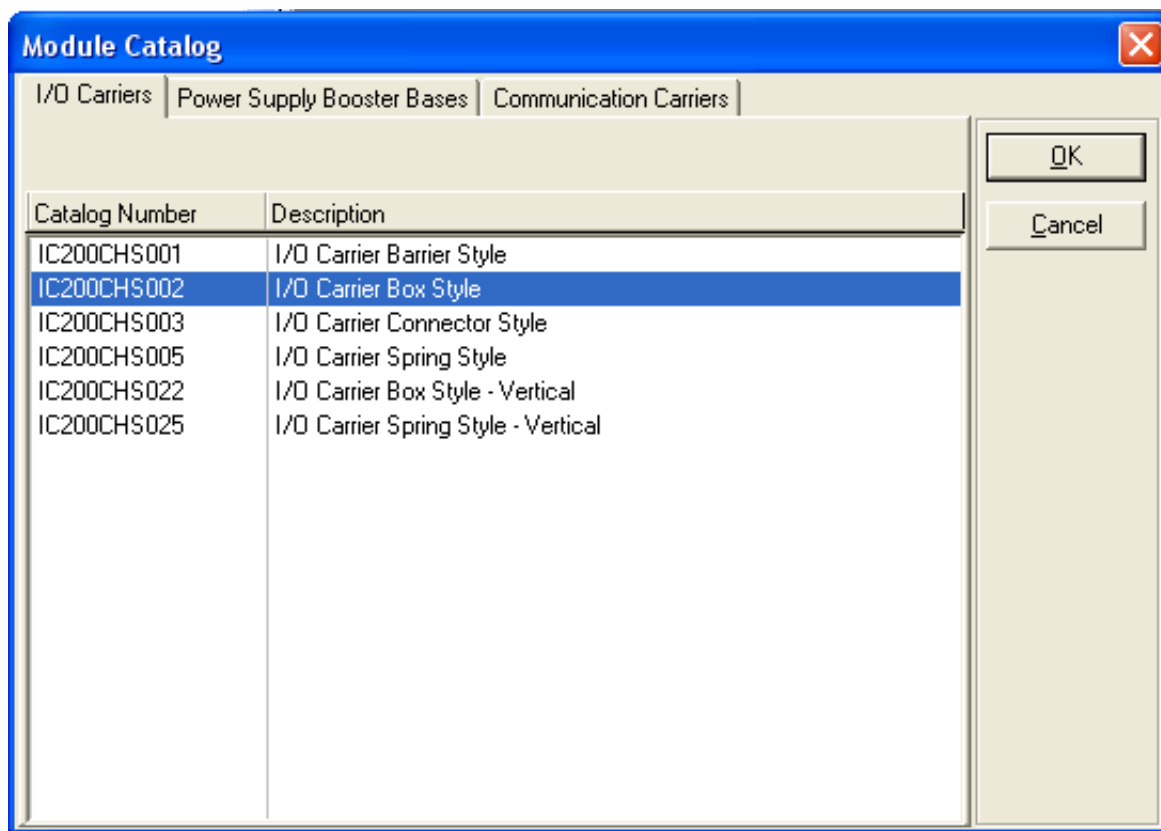 Module Catalog
I/O Carriers Power Supply Booster Bases Communication Carriers
OK
Cancel
Catalog Number Description
IC200CHS001 I/O Carrier Barrier Style
IC200CHS002 I/O Carrier Box Style
IC200CHS003 I/O Carrier Connector Style
IC200CHS005 I/O Carrier Spring Style
IC200CHS022 I/O Carrier Box Style - Vertical
IC200CHS025 I/O Carrier Spring Style - Vertical